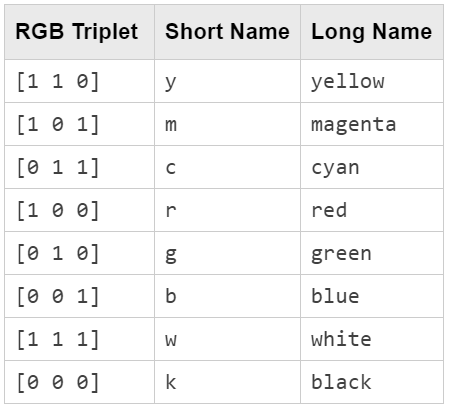 RGB Triplet Short Name Long Name
[1 1 0] y yellow
[1 0 1] m magenta
[0 1 1] c cyan
[1 0 0] r red
[0 1 0] g green
[0 0 1] b blue
[1 1 1] w white
[0 0 0] k black